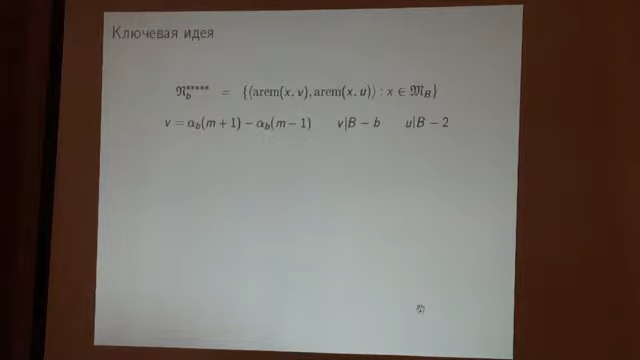 Ключевая идея
𝔑_b^***** = {⟨arem(x, v), arem(x, u)⟩ : x ∈ 𝔐_B}
v = α_b(m + 1) − α_b(m − 1) v|B − b u|B − 2